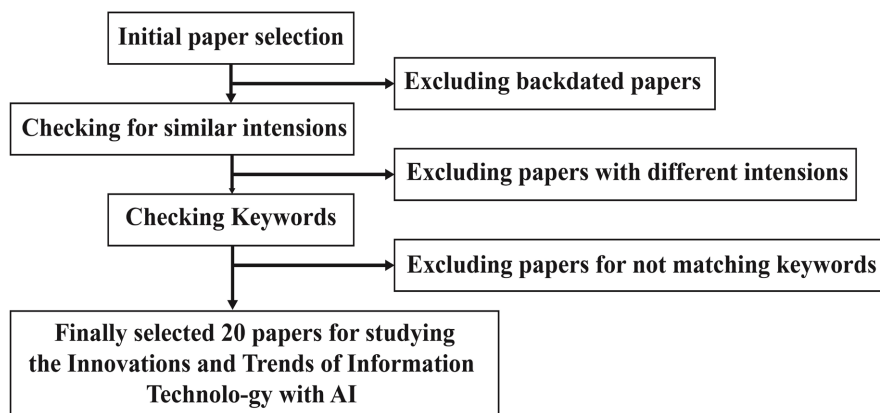 Initial paper selection
Excluding backdated papers
Checking for similar intensions
Excluding papers with different intensions
Checking Keywords
Excluding papers for not matching keywords
Finally selected 20 papers for studying
the Innovations and Trends of Information
Technolo-gy with AI